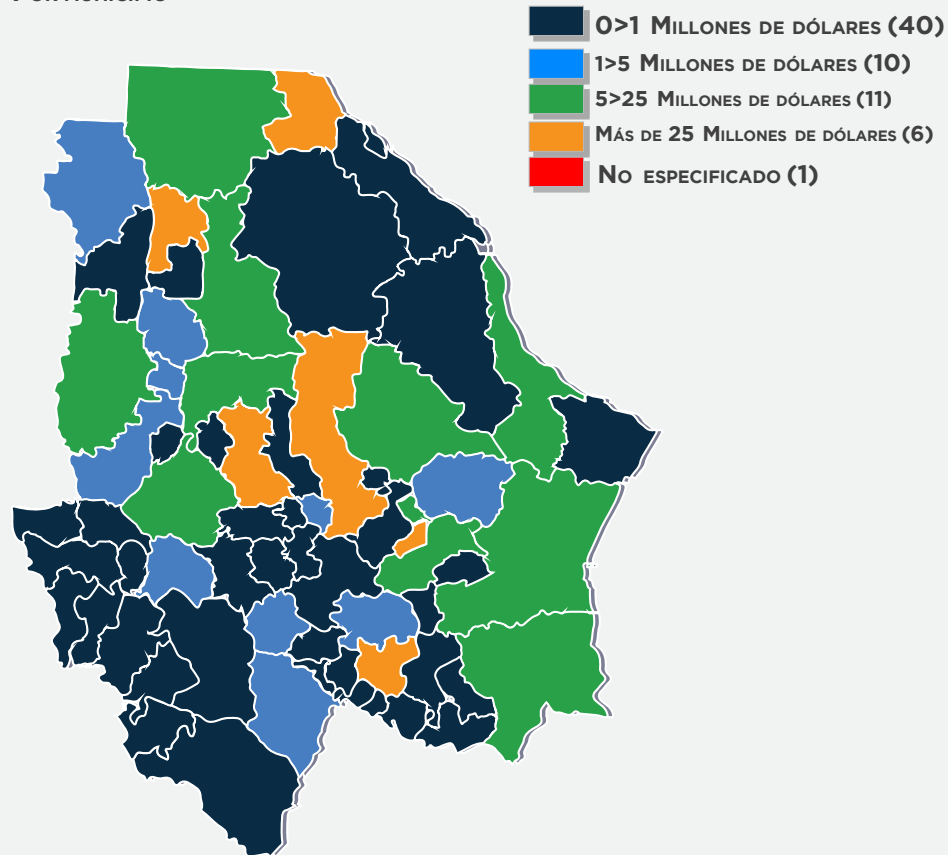 0>1 Millones de dólares (40)
1>5 Millones de dólares (10)
5>25 Millones de dólares (11)
Más de 25 Millones de dólares (6)
No especificado (1)